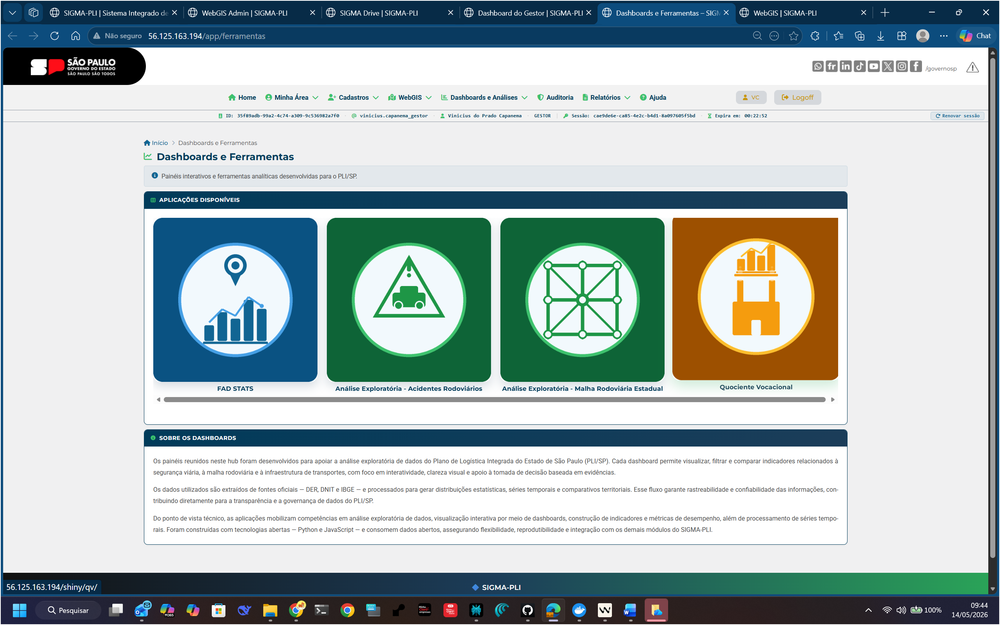 SIGMA-PLI | Sistema Integrado de
WebGIS Admin | SIGMA-PLI
SIGMA Drive | SIGMA-PLI
Dashboard do Gestor | SIGMA-PLI
Dashboards e Ferramentas – SIGM
WebGIS | SIGMA-PLI
Não seguro 56.125.163.194/app/ferramentas
Chat
SÃO PAULO
GOVERNO DO ESTADO
SÃO PAULO SÃO TODOS
/governosp
Home Minha Área Cadastros WebGIS Dashboards e Análises Auditoria Relatórios Ajuda
VC Logoff
ID: 35f89adb-99a2-4c74-a309-9c536982a7f0 · @ vinicius.capanema_gestor · Vinicius do Prado Capanema · GESTOR | Sessão: cae9de6e-ca85-4e2c-b4d1-8a097605f5bd · Expira em: 00:22:52
Renovar sessão
Início > Dashboards e Ferramentas
Dashboards e Ferramentas
Painéis interativos e ferramentas analíticas desenvolvidas para o PLI/SP.
APLICAÇÕES DISPONÍVEIS
FAD STATS
Análise Exploratória - Acidentes Rodoviários
Análise Exploratória - Malha Rodoviária Estadual
Quociente Vocacional
SOBRE OS DASHBOARDS
Os painéis reunidos neste hub foram desenvolvidos para apoiar a análise exploratória de dados do Plano de Logística Integrada do Estado de São Paulo (PLI/SP). Cada dashboard permite visualizar, filtrar e comparar indicadores relacionados à
segurança viária, à malha rodoviária e à infraestrutura de transportes, com foco em interatividade, clareza visual e apoio à tomada de decisão baseada em evidências.
Os dados utilizados são extraídos de fontes oficiais — DER, DNIT e IBGE — e processados para gerar distribuições estatísticas, séries temporais e comparativos territoriais. Esse fluxo garante rastreabilidade e confiabilidade das informações, con-
tribuindo diretamente para a transparência e a governança de dados do PLI/SP.
Do ponto de vista técnico, as aplicações mobilizam competências em análise exploratória de dados, visualização interativa por meio de dashboards, construção de indicadores e métricas de desempenho, além de processamento de séries tempo-
rais. Foram construídas com tecnologias abertas — Python e JavaScript — e consomem dados abertos, assegurando flexibilidade, reprodutibilidade e integração com os demais módulos do SIGMA-PLI.
56.125.163.194/shiny/qv/
SIGMA-PLI
Pesquisar
M365
Minha Claro empresas
100%
09:44
14/05/2026